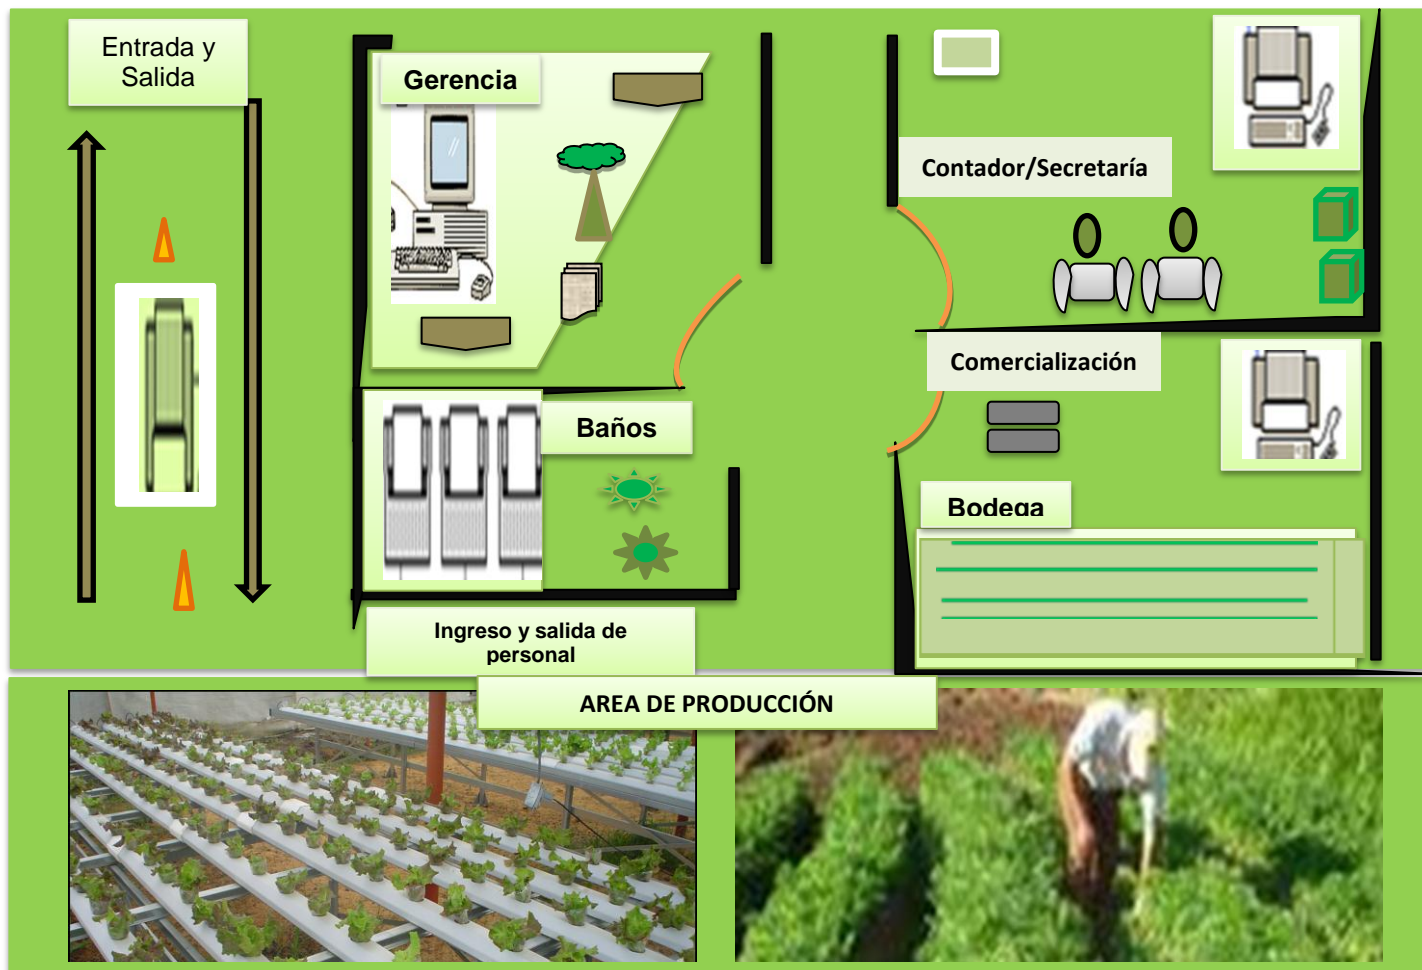 Entrada y
Salida
Gerencia
Contador/Secretaría
Comercialización
Baños
Bodega
Ingreso y salida de
personal
AREA DE PRODUCCIÓN